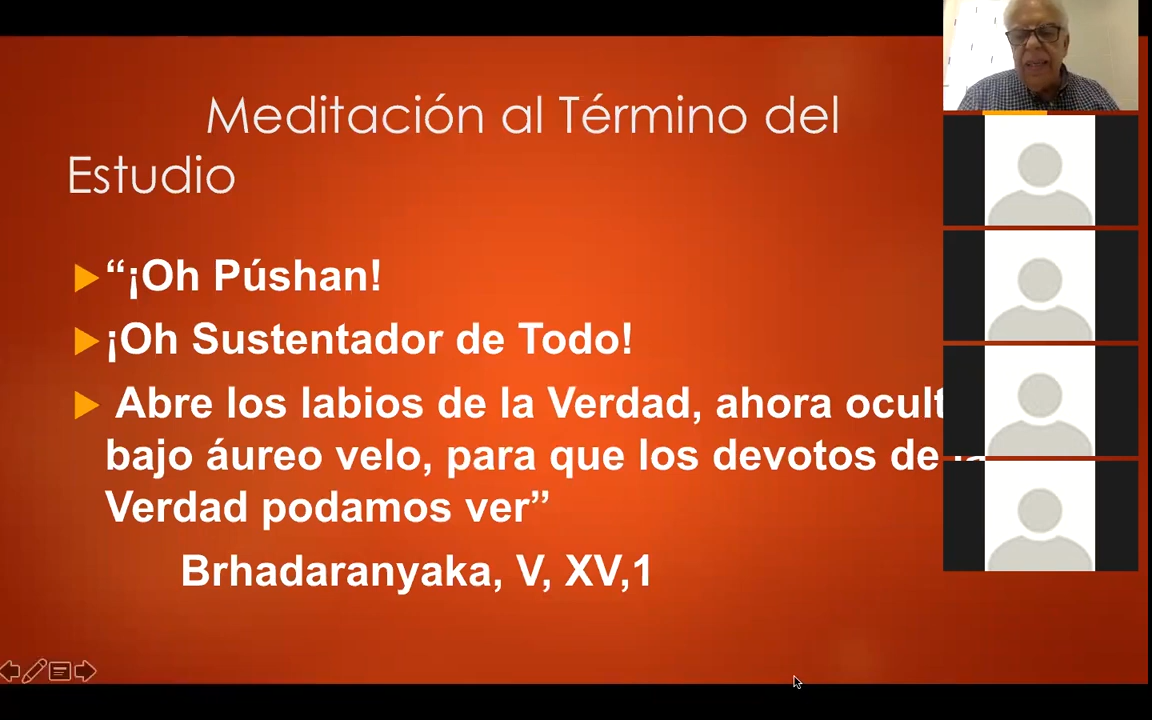 Meditación al Término del
Estudio
“¡Oh Púshan!
¡Oh Sustentador de Todo!
Abre los labios de la Verdad, ahora
bajo áureo velo, para que los devotos de
Verdad podamos ver”
Brhadaranyaka, V, XV,1